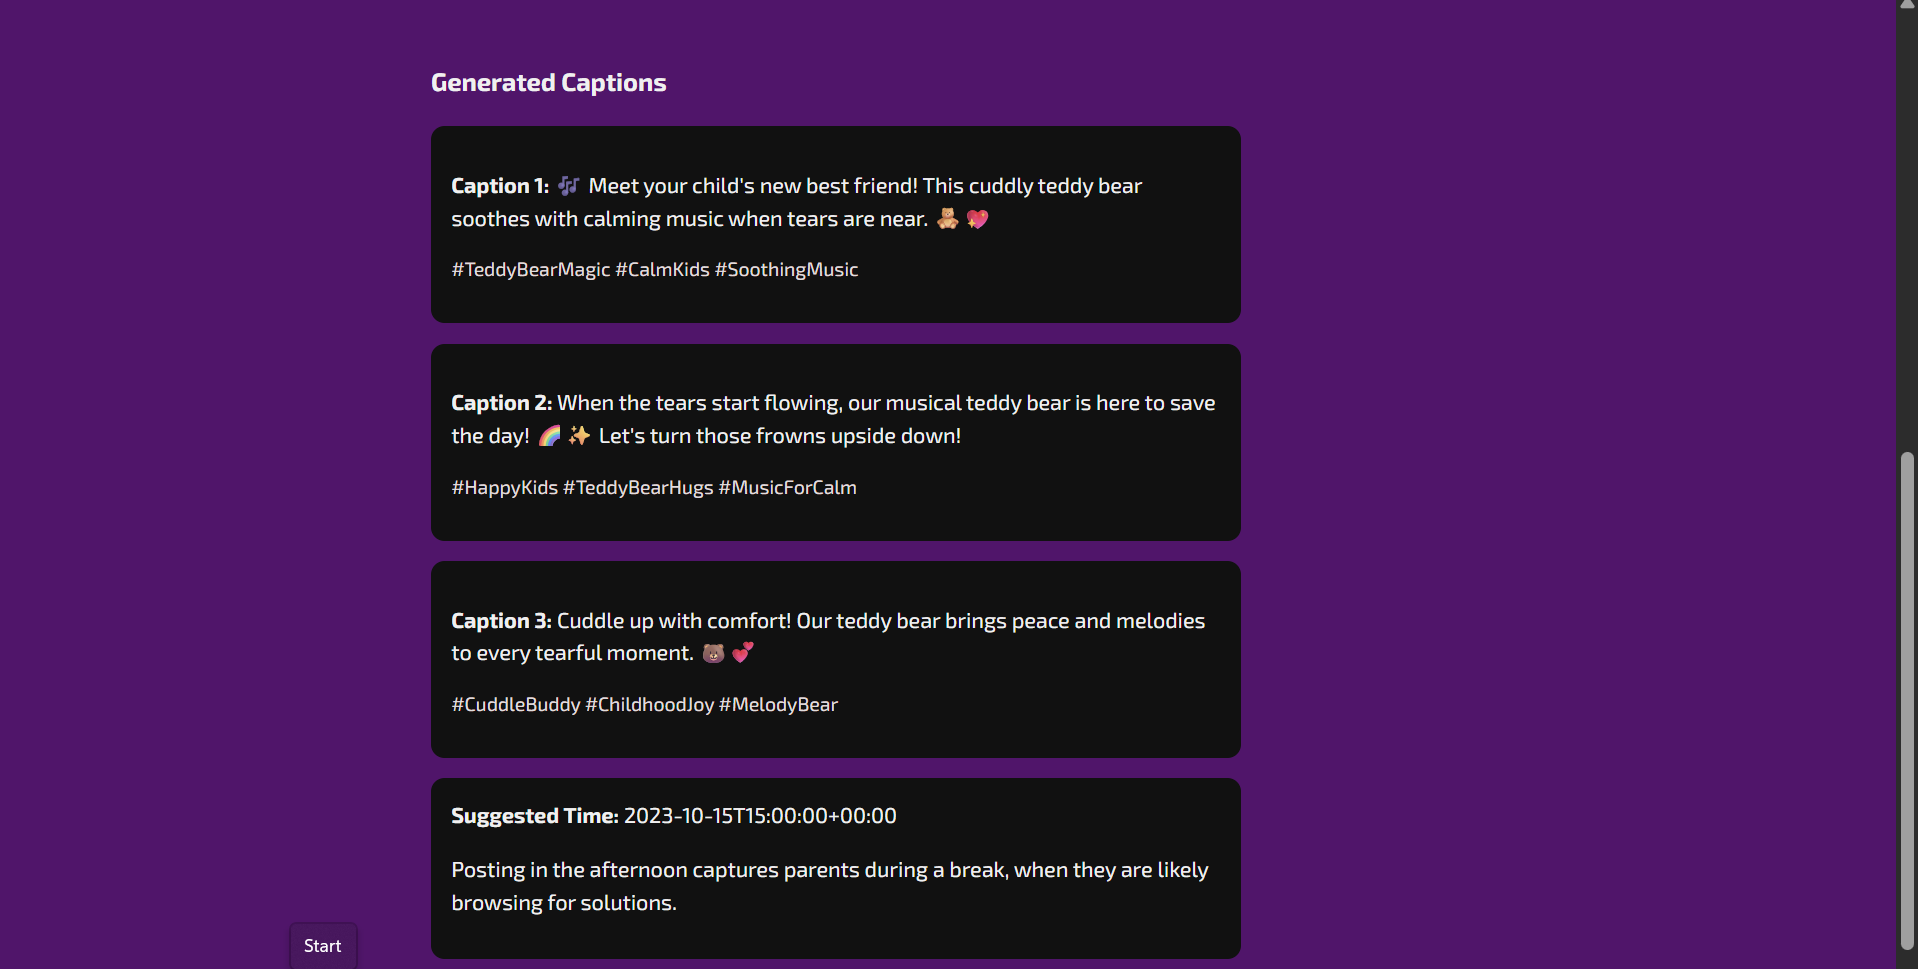 Generated Captions
Caption 1: 🎶 Meet your child's new best friend! This cuddly teddy bear
soothes with calming music when tears are near. 🧸 💖
#TeddyBearMagic #CalmKids #SoothingMusic
Caption 2: When the tears start flowing, our musical teddy bear is here to save
the day! 🌈 ✨ Let's turn those frowns upside down!
#HappyKids #TeddyBearHugs #MusicForCalm
Caption 3: Cuddle up with comfort! Our teddy bear brings peace and melodies
to every tearful moment. 🐻 💕
#CuddleBuddy #ChildhoodJoy #MelodyBear
Suggested Time: 2023-10-15T15:00:00+00:00
Posting in the afternoon captures parents during a break, when they are likely
browsing for solutions.
Start